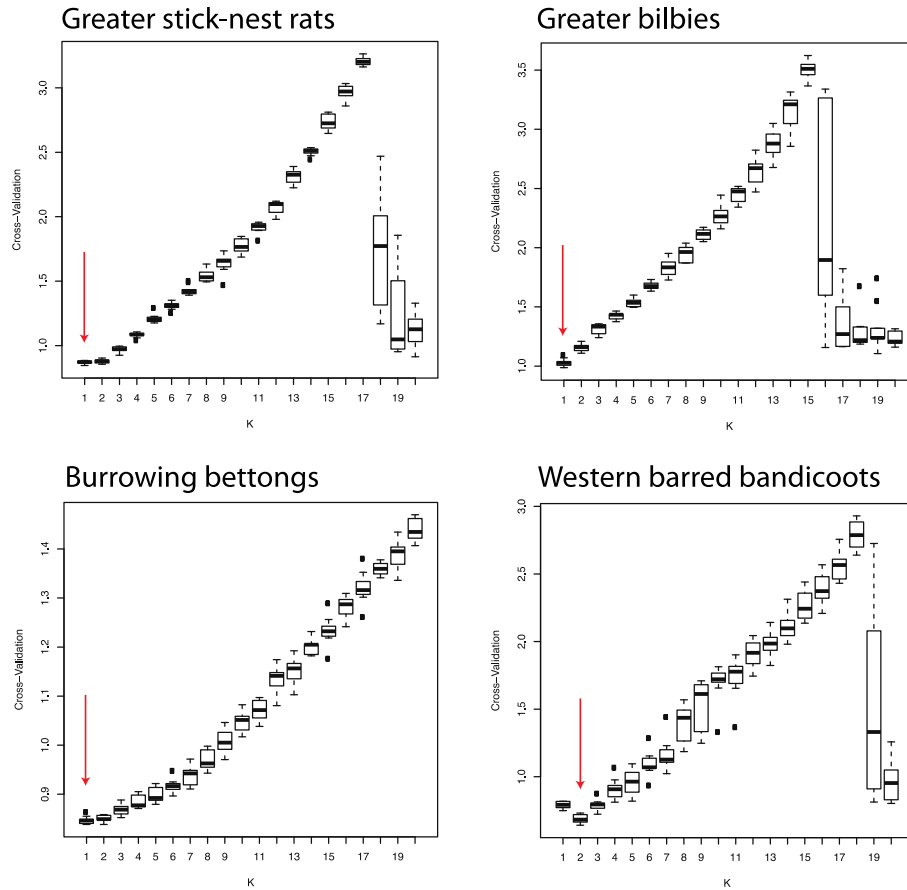 Greater stick-nest rats
Cross-Validation
3.0
2.5
2.0
1.5
1.0
1 2 3 4 5 6 7 8 9 11 13 15 17 19
K
Greater bilbies
Cross-Validation
3.5
3.0
2.5
2.0
1.5
1.0
1 2 3 4 5 6 7 8 9 11 13 15 17 19
K
Burrowing bettongs
Cross-Validation
1.4
1.3
1.2
1.1
1.0
0.9
1 2 3 4 5 6 7 8 9 11 13 15 17 19
K
Western barred bandicoots
Cross-Validation
3.0
2.5
2.0
1.5
1.0
1 2 3 4 5 6 7 8 9 11 13 15 17 19
K